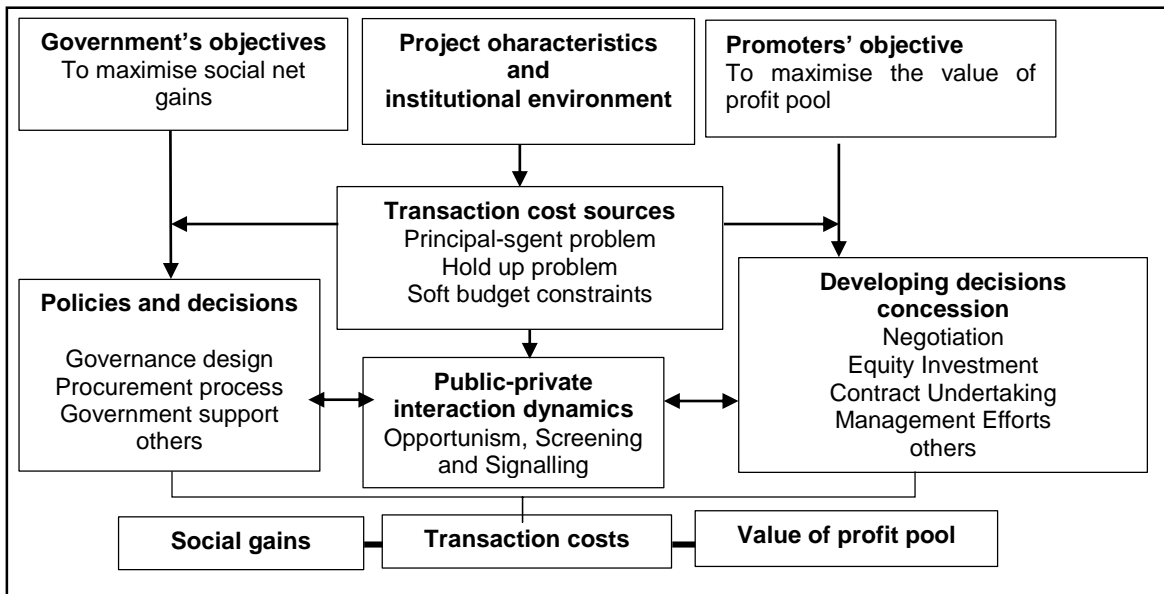 Government’s objectives
To maximise social net
gains
Project oharacteristics
and
institutional environment
Promoters’ objective
To maximise the value of
profit pool
Transaction cost sources
Principal-sgent problem
Hold up problem
Soft budget constraints
Policies and decisions
Governance design
Procurement process
Government support
others
Public-private
interaction dynamics
Opportunism, Screening
and Signalling
Developing decisions
concession
Negotiation
Equity Investment
Contract Undertaking
Management Efforts
others
Social gains
Transaction costs
Value of profit pool